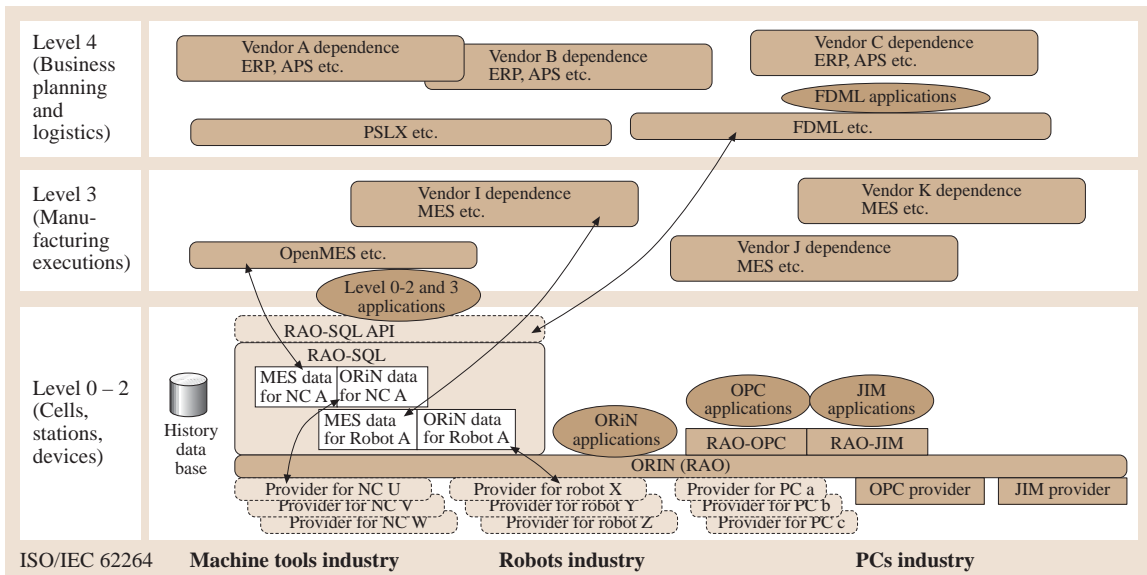 Level 4
(Business
planning
and
logistics)
Vendor A dependence
ERP, APS etc.
Vendor B dependence
ERP, APS etc.
Vendor C dependence
ERP, APS etc.
FDML applications
PSLX etc.
FDML etc.
Level 3
(Manu-
facturing
executions)
Vendor I dependence
MES etc.
Vendor K dependence
MES etc.
OpenMES etc.
Vendor J dependence
MES etc.
Level 0-2 and 3
applications
Level 0 – 2
(Cells,
stations,
devices)
History
data
base
RAO-SQL API
RAO-SQL
MES data
for NC A
ORiN data
for NC A
MES data
for Robot A
ORiN data
for Robot A
ORiN
applications
OPC
applications
JIM
applications
RAO-OPC
RAO-JIM
ORIN (RAO)
Provider for NC U
Provider for NC V
Provider for NC W
Provider for robot X
Provider for robot Y
Provider for robot Z
Provider for PC a
Provider for PC b
Provider for PC c
OPC provider
JIM provider
ISO/IEC 62264
Machine tools industry
Robots industry
PCs industry